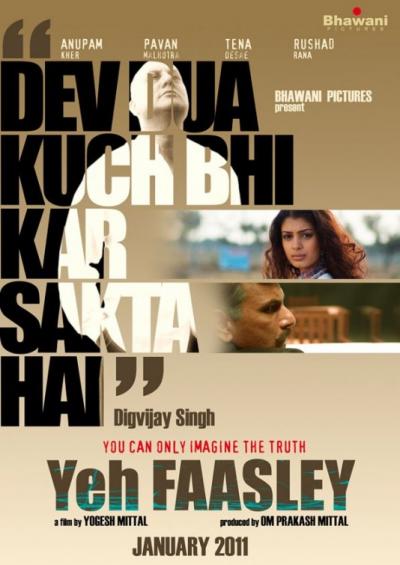 Bhawani
PICTURES
ANUPAM PAVAN TENA RUSHAD
KHER MALHOTRA DESAE RANA
“
BHAWANI PICTURES
present
DEV DUA
KUCH BHI
KAR
SAKTA
HAI ”
Digvijay Singh
YOU CAN ONLY IMAGINE THE TRUTH
Yeh FAASLEY
a film by YOGESH MITTAL produced by OM PRAKASH MITTAL
JANUARY 2011